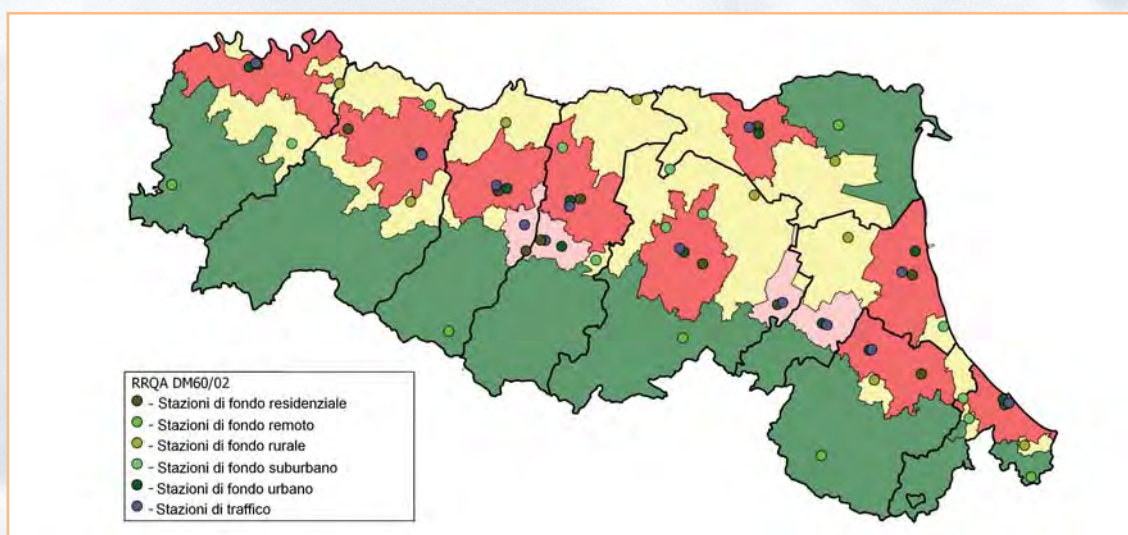 RRQA DM60/02
- Stazioni di fondo residenziale
- Stazioni di fondo remoto
- Stazioni di fondo rurale
- Stazioni di fondo suburbano
- Stazioni di fondo urbano
- Stazioni di traffico